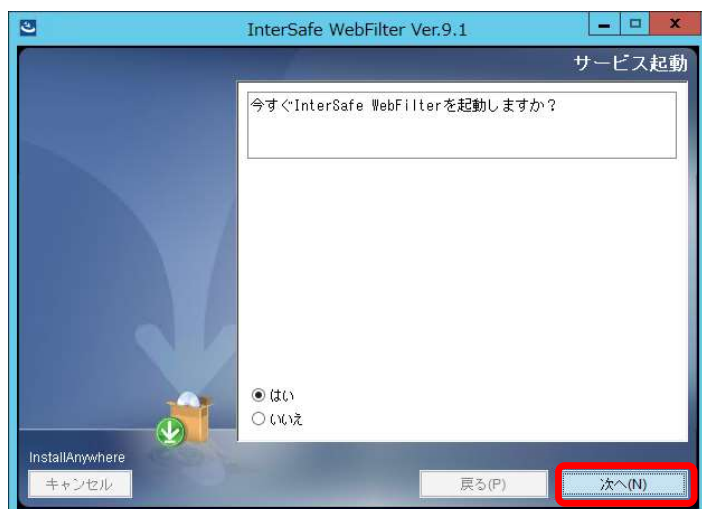 InterSafe WebFilter Ver.9.1
サービス起動
今すぐInterSafe WebFilterを起動しますか？
はい
いいえ
InstallAnywhere
キャンセル
戻る(P)
次へ(N)